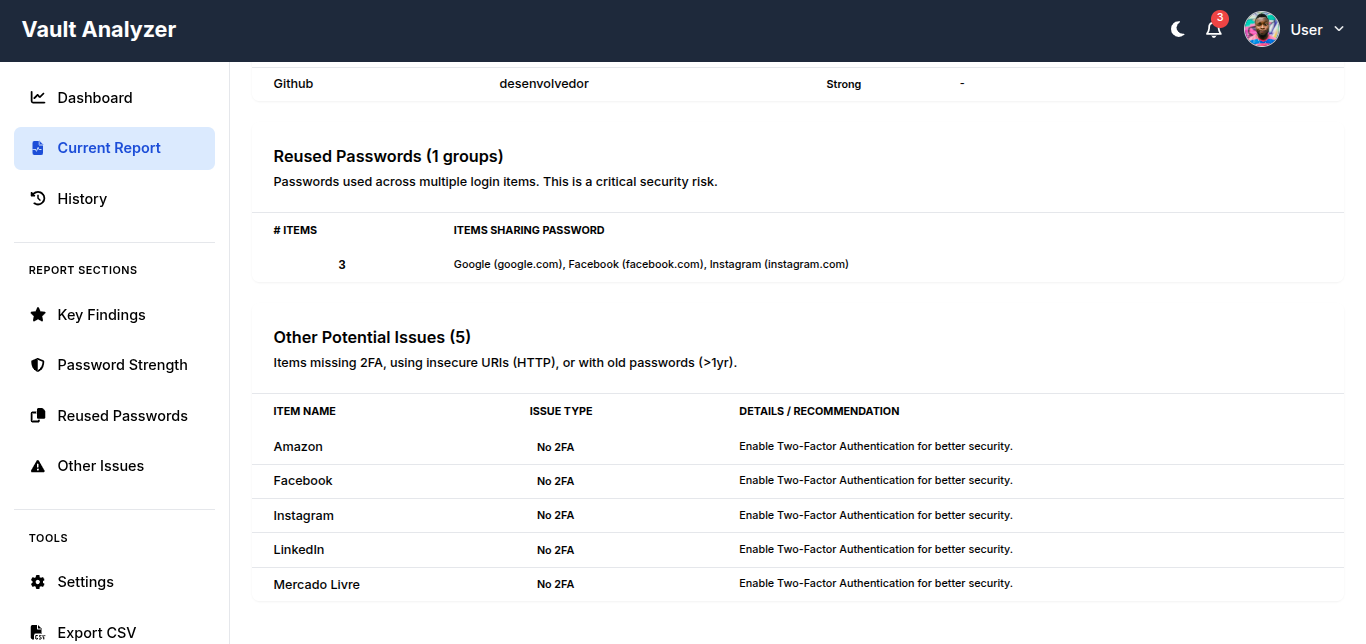 Vault Analyzer
3
User
Dashboard
Current Report
History
REPORT SECTIONS
Key Findings
Password Strength
Reused Passwords
Other Issues
TOOLS
Settings
CSV
Export CSV
Github desenvolvedor Strong -
Reused Passwords (1 groups)
Passwords used across multiple login items. This is a critical security risk.
# ITEMS ITEMS SHARING PASSWORD
3 Google (google.com), Facebook (facebook.com), Instagram (instagram.com)
Other Potential Issues (5)
Items missing 2FA, using insecure URIs (HTTP), or with old passwords (>1yr).
ITEM NAME ISSUE TYPE DETAILS / RECOMMENDATION
Amazon No 2FA Enable Two-Factor Authentication for better security.
Facebook No 2FA Enable Two-Factor Authentication for better security.
Instagram No 2FA Enable Two-Factor Authentication for better security.
LinkedIn No 2FA Enable Two-Factor Authentication for better security.
Mercado Livre No 2FA Enable Two-Factor Authentication for better security.